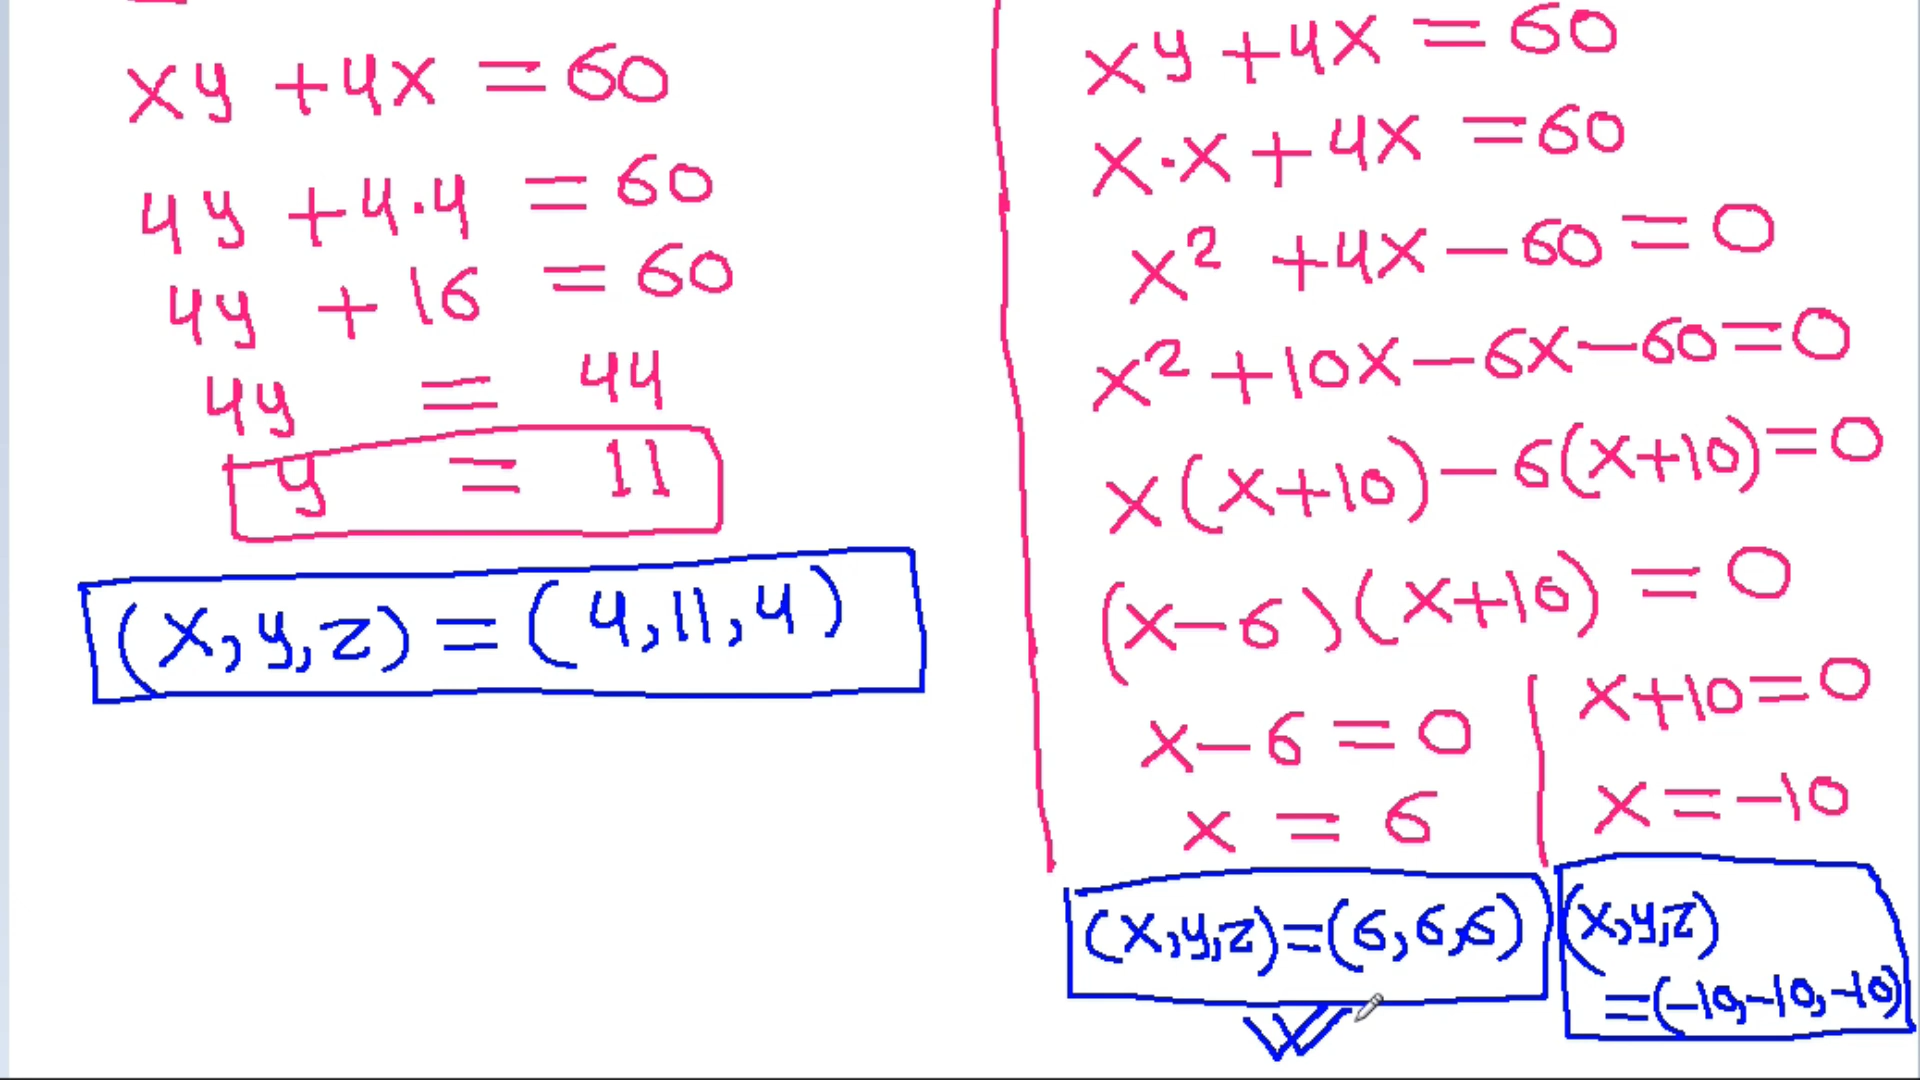 xy + 4x = 60
4y + 4·4 = 60
4y + 16 = 60
4y = 44
y = 11
(x,y,z) = (4,11,4)
xy + 4x = 60
x·x + 4x = 60
x² + 4x - 60 = 0
x² + 10x - 6x - 60 = 0
x(x+10) - 6(x+10) = 0
(x-6)(x+10) = 0
x - 6 = 0
x = 6
(x,y,z) = (6,6,6)
x + 10 = 0
x = -10
(x,y,z)
= (-10,-10,-10)